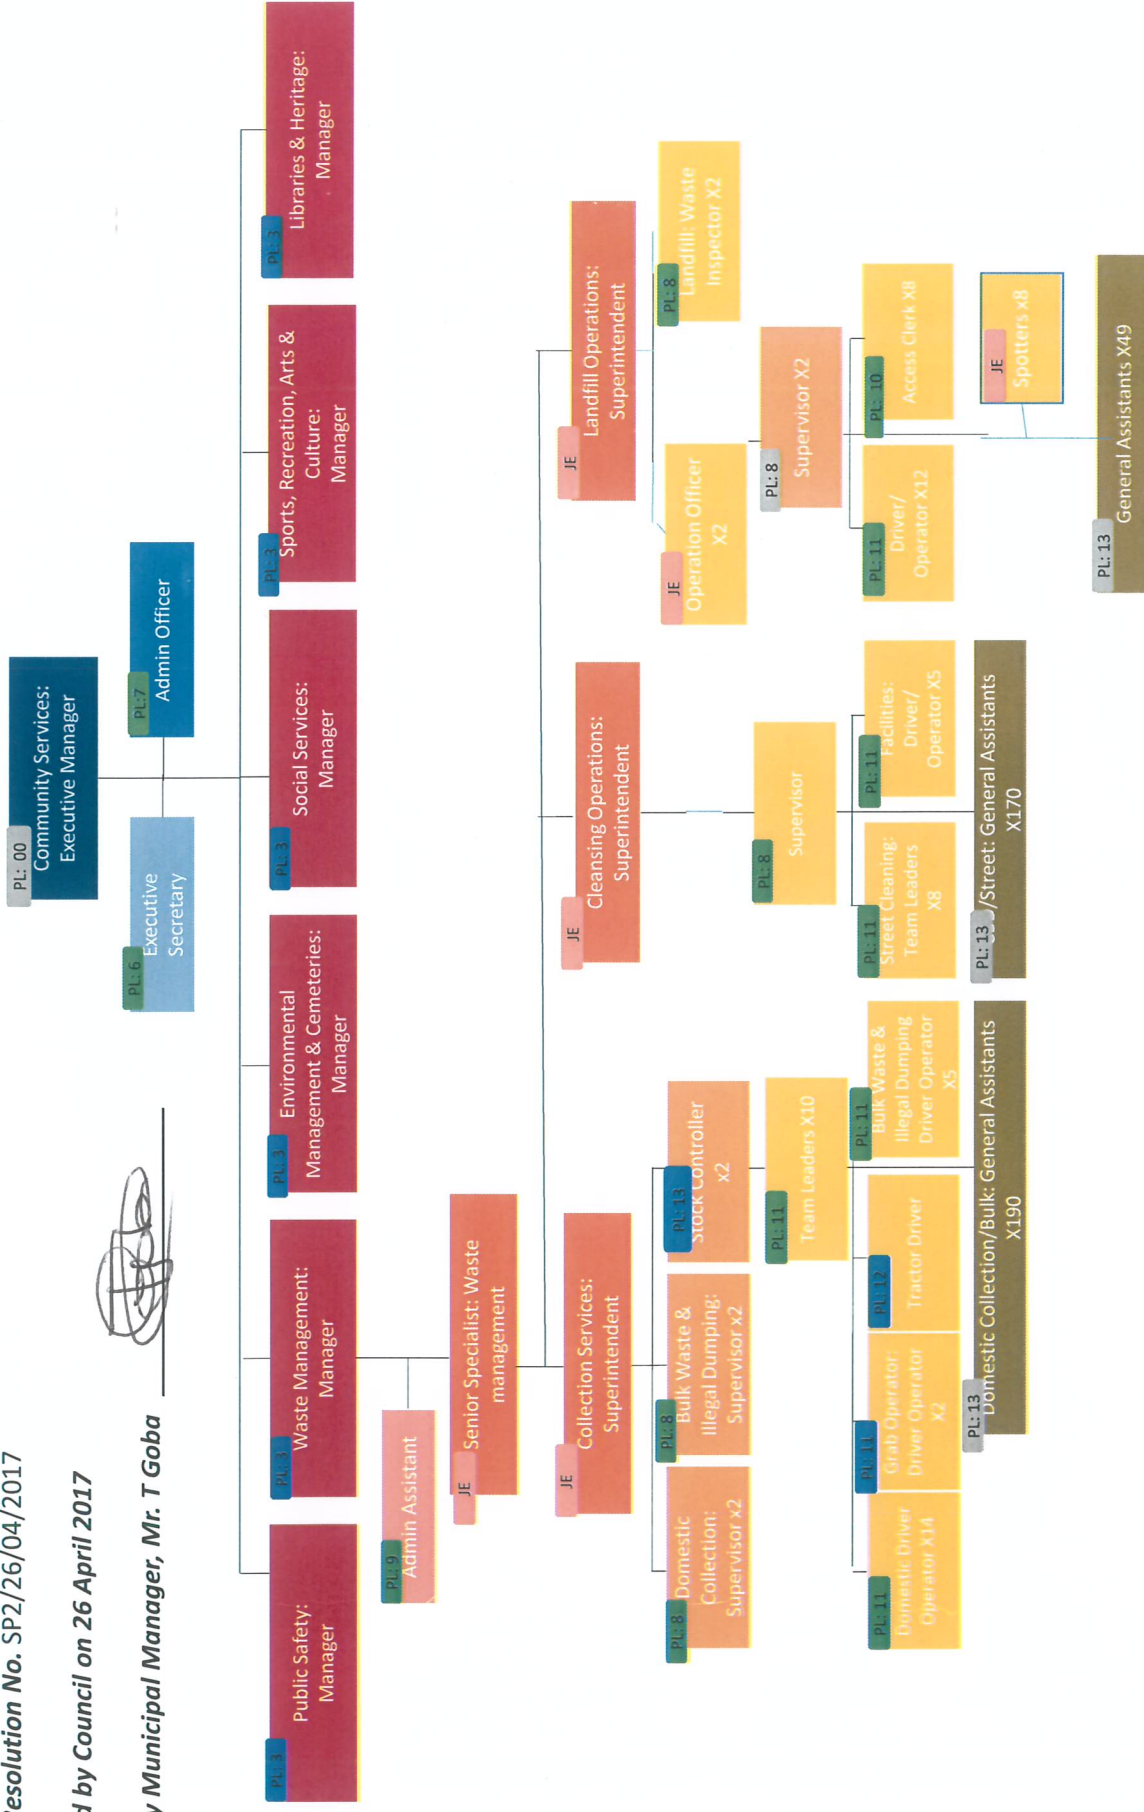 Resolution No. SP2/26/04/2017
by Council on 26 April 2017
Municipal Manager, Mr. T Goba
PL: 00
Community Services:
Executive Manager
PL: 6
Executive
Secretary
PL:7
Admin Officer
PL: 3
Public Safety:
Manager
PL: 3
Waste Management:
Manager
PL: 3
Environmental
Management & Cemeteries:
Manager
PL: 3
Social Services:
Manager
PL: 3
Sports, Recreation, Arts &
Culture:
Manager
PL: 3
Libraries & Heritage:
Manager
PL: 9
Admin Assistant
JE
Senior Specialist: Waste
management
JE
Collection Services:
Superintendent
JE
Cleansing Operations:
Superintendent
JE
Landfill Operations:
Superintendent
PL: 8
Domestic
Collection:
Supervisor x2
PL: 8
Bulk Waste &
Illegal Dumping:
Supervisor x2
PL: 13
Stock Controller
x2
PL: 11
Team Leaders X10
PL: 11
Domestic Driver
Operator X14
PL: 11
Grab Operator:
Driver Operator
X2
PL: 12
Tractor Driver
PL: 11
Bulk Waste &
Illegal Dumping
Driver Operator
X5
PL: 13
Domestic Collection/Bulk: General Assistants
X190
PL: 8
Supervisor
PL: 11
Street Cleaning:
Team Leaders
X8
PL: 11
Facilities:
Driver/
Operator X5
PL: 13
/Street: General Assistants
X170
JE
Operation Officer
X2
PL: 8
Landfill: Waste
Inspector X2
PL: 8
Supervisor X2
PL: 11
Driver/
Operator X12
PL: 10
Access Clerk X8
JE
Spotters x8
PL: 13
General Assistants X49